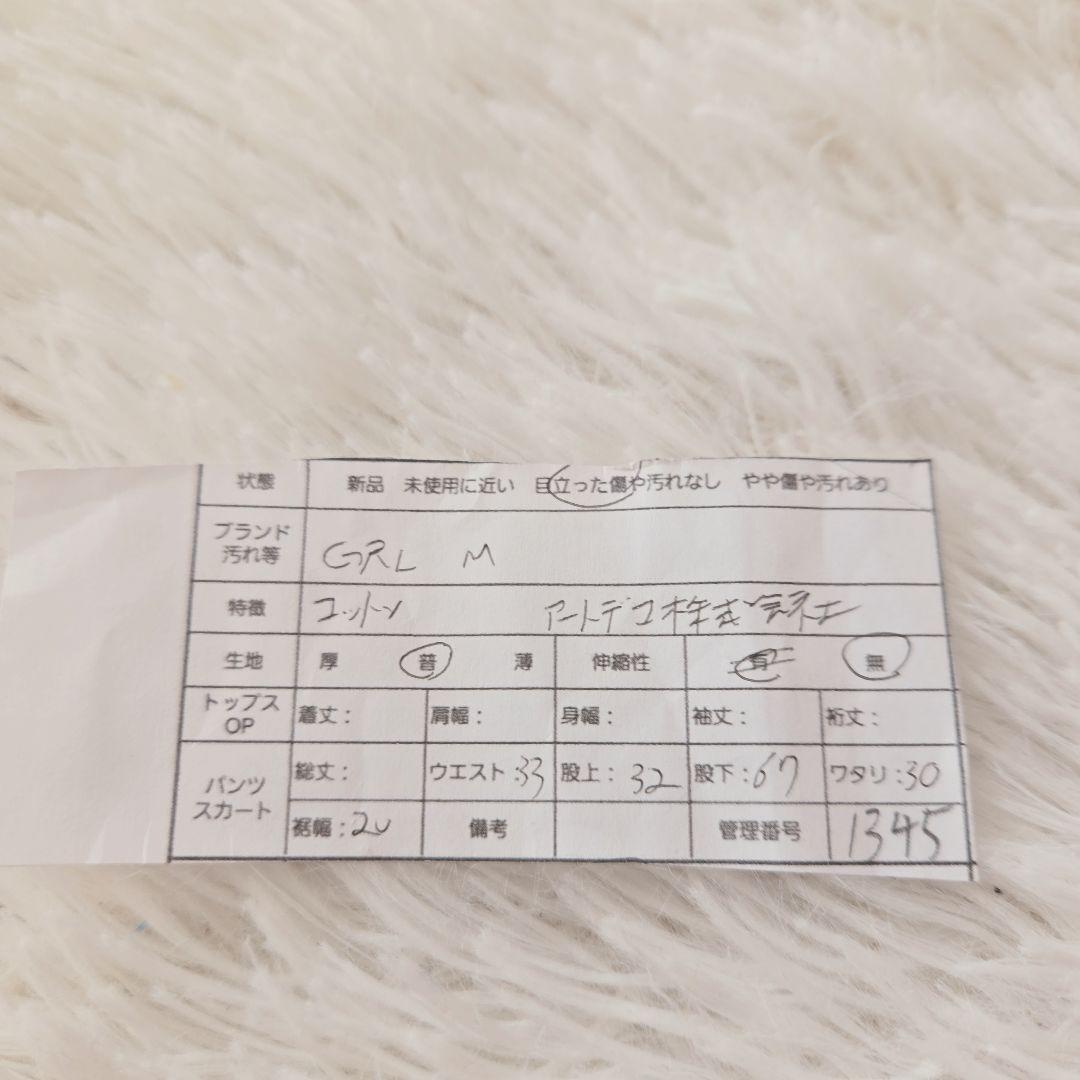 状態 新品 未使用に近い 目立った傷や汚れなし やや傷や汚れあり
ブランド
汚れ等 GRL M
特徴 コットン アートデコ株式会社
生地 厚 普 薄 伸縮性 有 無
トップス
OP 着丈： 肩幅： 身幅： 袖丈： 裄丈：
パンツ
スカート 総丈： ウエスト：33 股上：32 股下：67 ワタリ：30
裾幅：20 備考 管理番号 1345